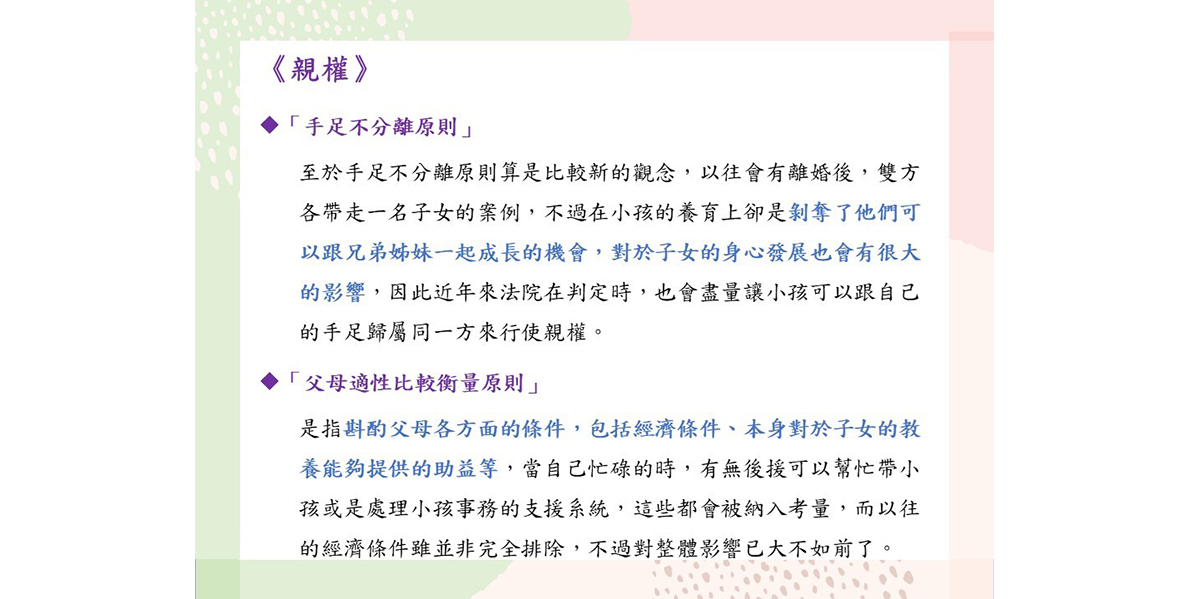 《親權》
◆「手足不分離原則」
至於手足不分離原則算是比較新的觀念，以往會有離婚後，雙方
各帶走一名子女的案例，不過在小孩的養育上卻是剝奪了他們可
以跟兄弟姊妹一起成長的機會，對於子女的身心發展也會有很大
的影響，因此近年來法院在判定時，也會盡量讓小孩可以跟自己
的手足歸屬同一方來行使親權。
◆「父母適性比較衡量原則」
是指斟酌父母各方面的條件，包括經濟條件、本身對於子女的教
養能夠提供的助益等，當自己忙碌的時，有無後援可以幫忙帶小
孩或是處理小孩事務的支援系統，這些都會被納入考量，而以往
的經濟條件雖並非完全排除，不過對整體影響已大不如前了。